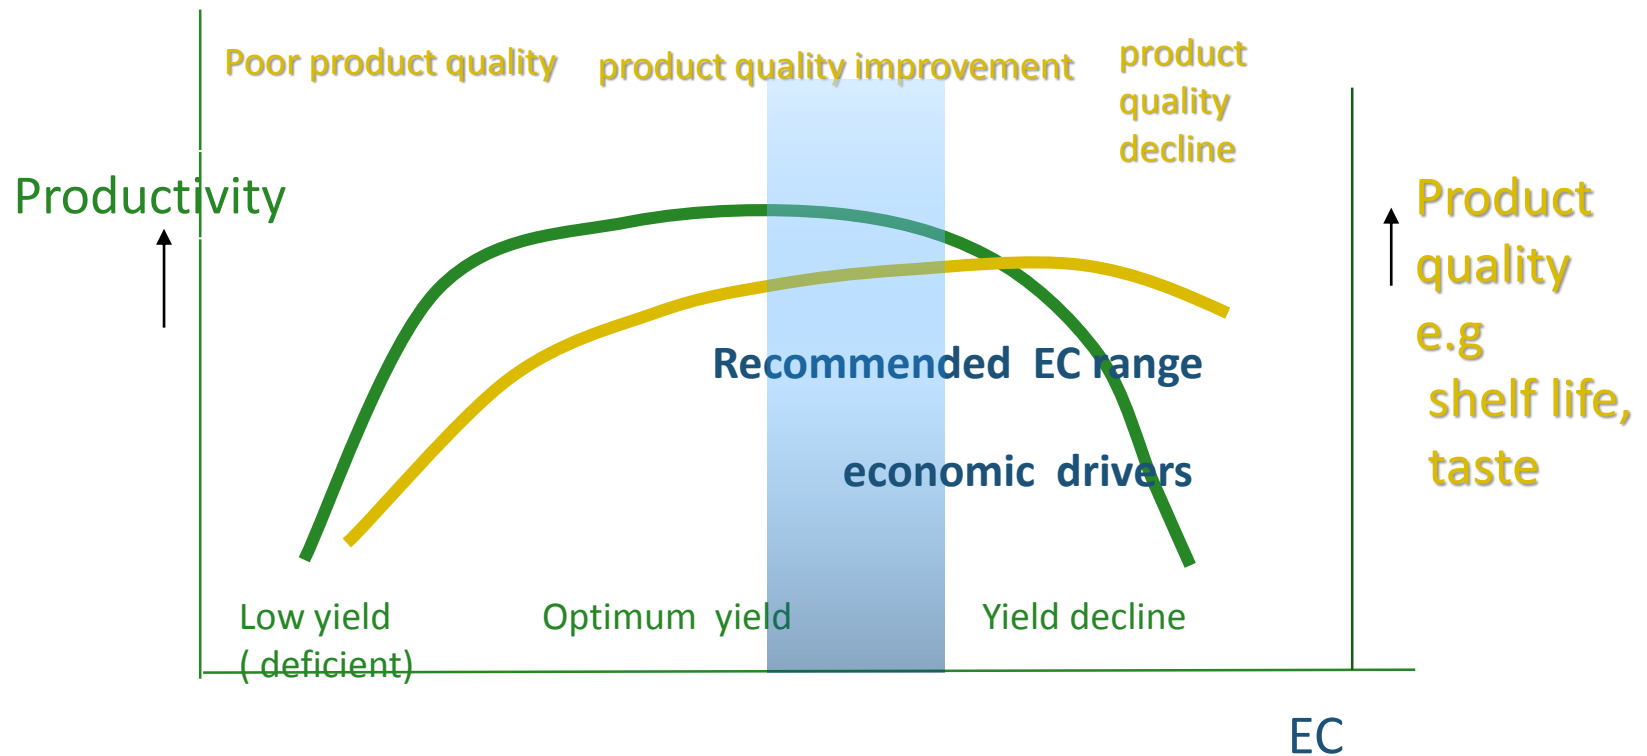 Poor product quality
product quality improvement
product
quality
decline
Productivity
Product
quality
e.g
shelf life,
taste
Recommended EC range
economic drivers
Low yield
( deficient)
Optimum yield
Yield decline
EC